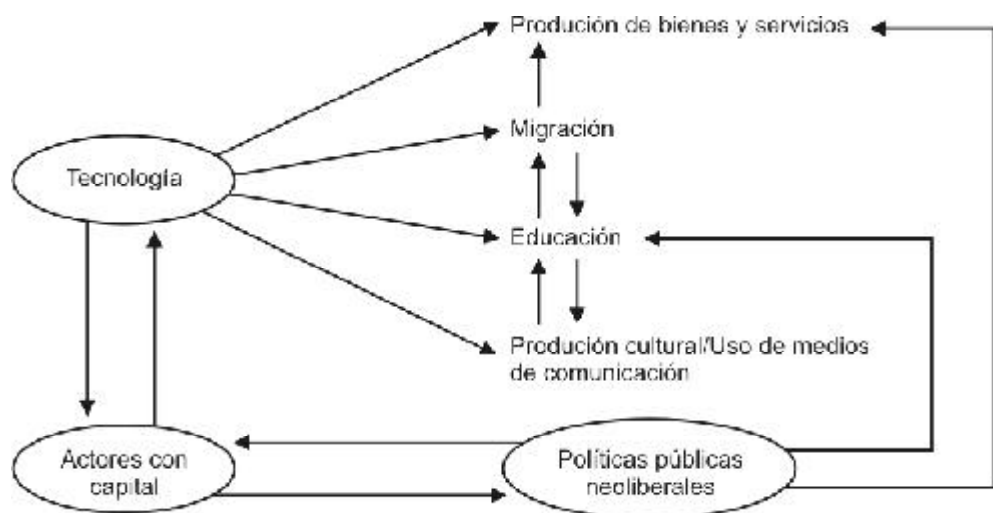 Produción de bienes y servicios
Migración
Tecnología
Educación
Produción cultural/Uso de medios
de comunicación
Actores con
capital
Políticas públicas
neoliberales